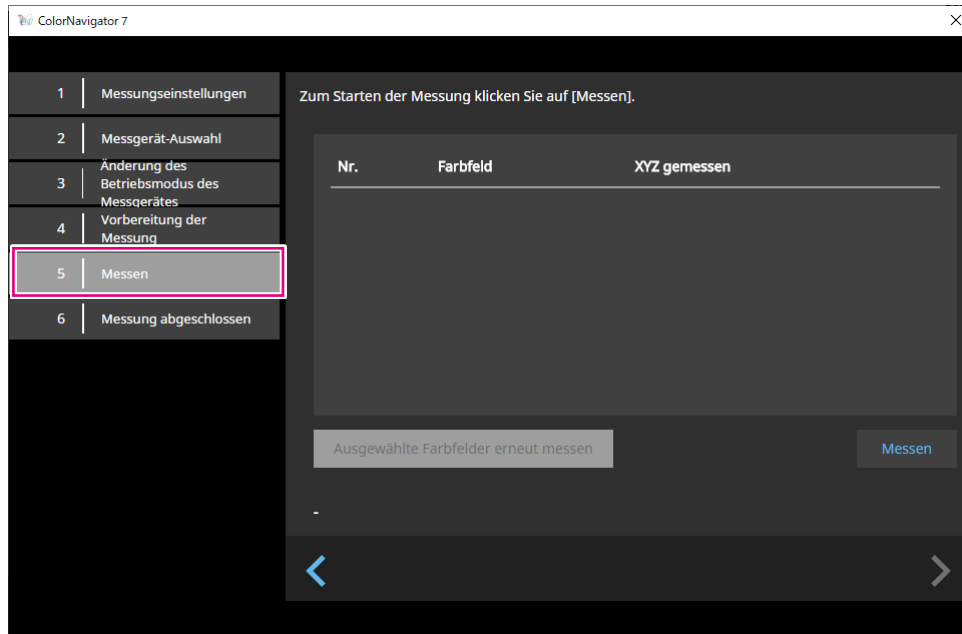 ColorNavigator 7
1 Messungseinstellungen
2 Messgerät-Auswahl
3 Änderung des
Betriebsmodus des
Messgerätes
4 Vorbereitung der
Messung
5 Messen
6 Messung abgeschlossen
Zum Starten der Messung klicken Sie auf [Messen].
Nr. Farbfeld XYZ gemessen
Ausgewählte Farbfelder erneut messen Messen
-